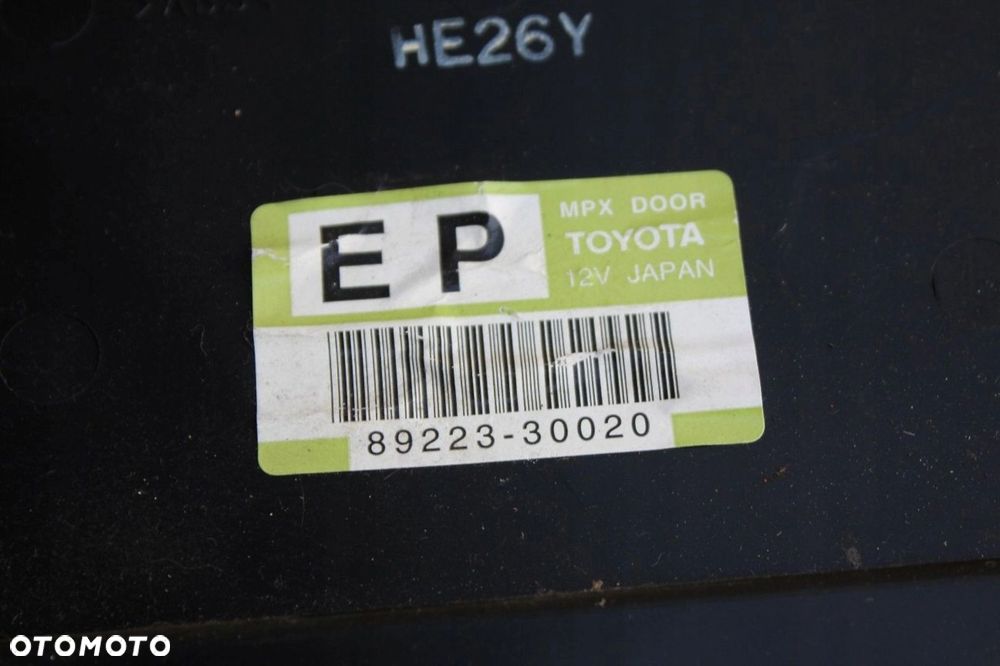 HE26Y
EP
MPX DOOR
TOYOTA
12V JAPAN
89223-30020
OTOMOTO